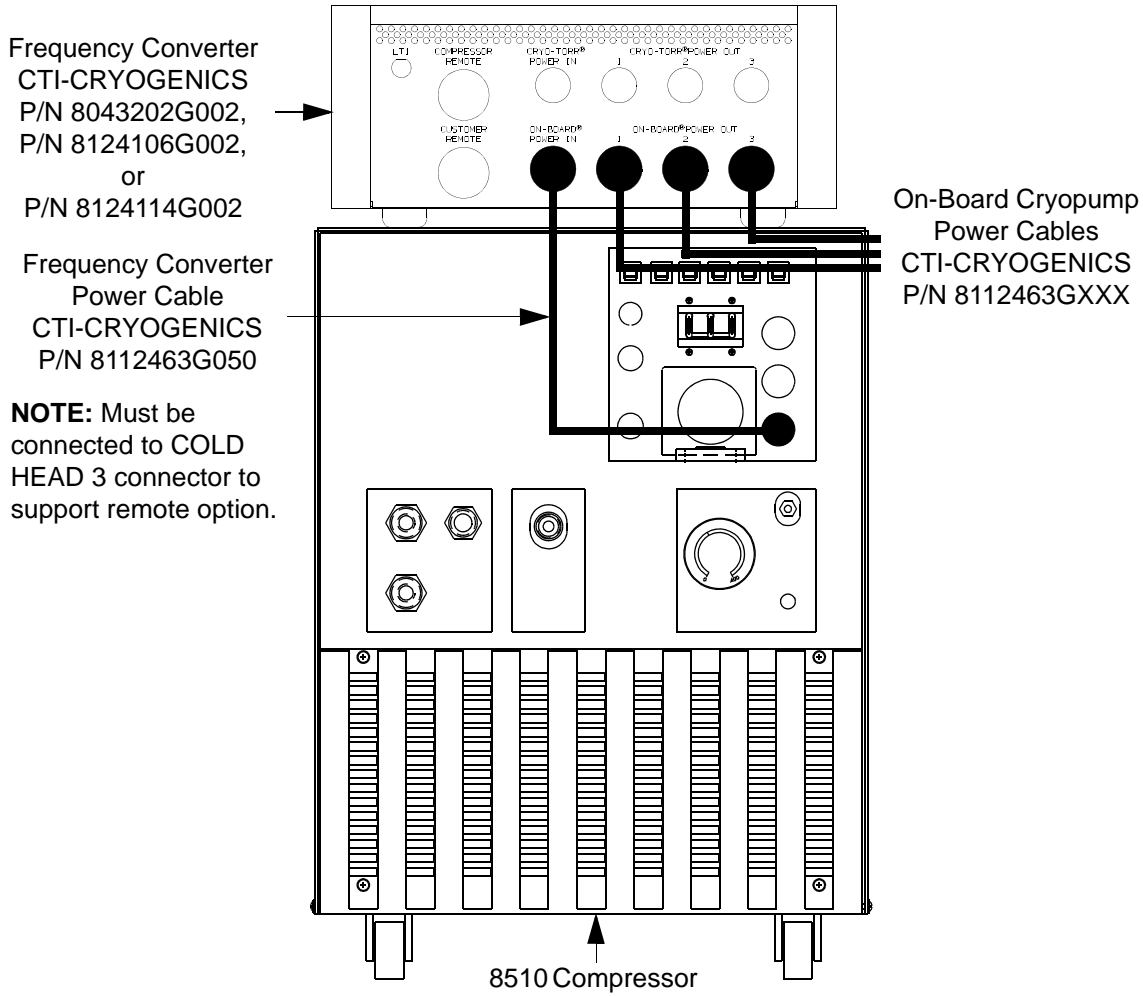 Frequency Converter
CTI-CRYOGENICS
P/N 8043202G002,
P/N 8124106G002,
or
P/N 8124114G002
LT1
COMPRESSOR
REMOTE
CRYO-TORR®
POWER IN
CRYO-TORR®POWER OUT
1
2
3
CUSTOMER
REMOTE
ON-BOARD®
POWER IN
ON-BOARD®POWER OUT
1
2
3
On-Board Cryopump
Power Cables
CTI-CRYOGENICS
P/N 8112463GXXX
Frequency Converter
Power Cable
CTI-CRYOGENICS
P/N 8112463G050
NOTE: Must be
connected to COLD
HEAD 3 connector to
support remote option.
0
400
8510 Compressor